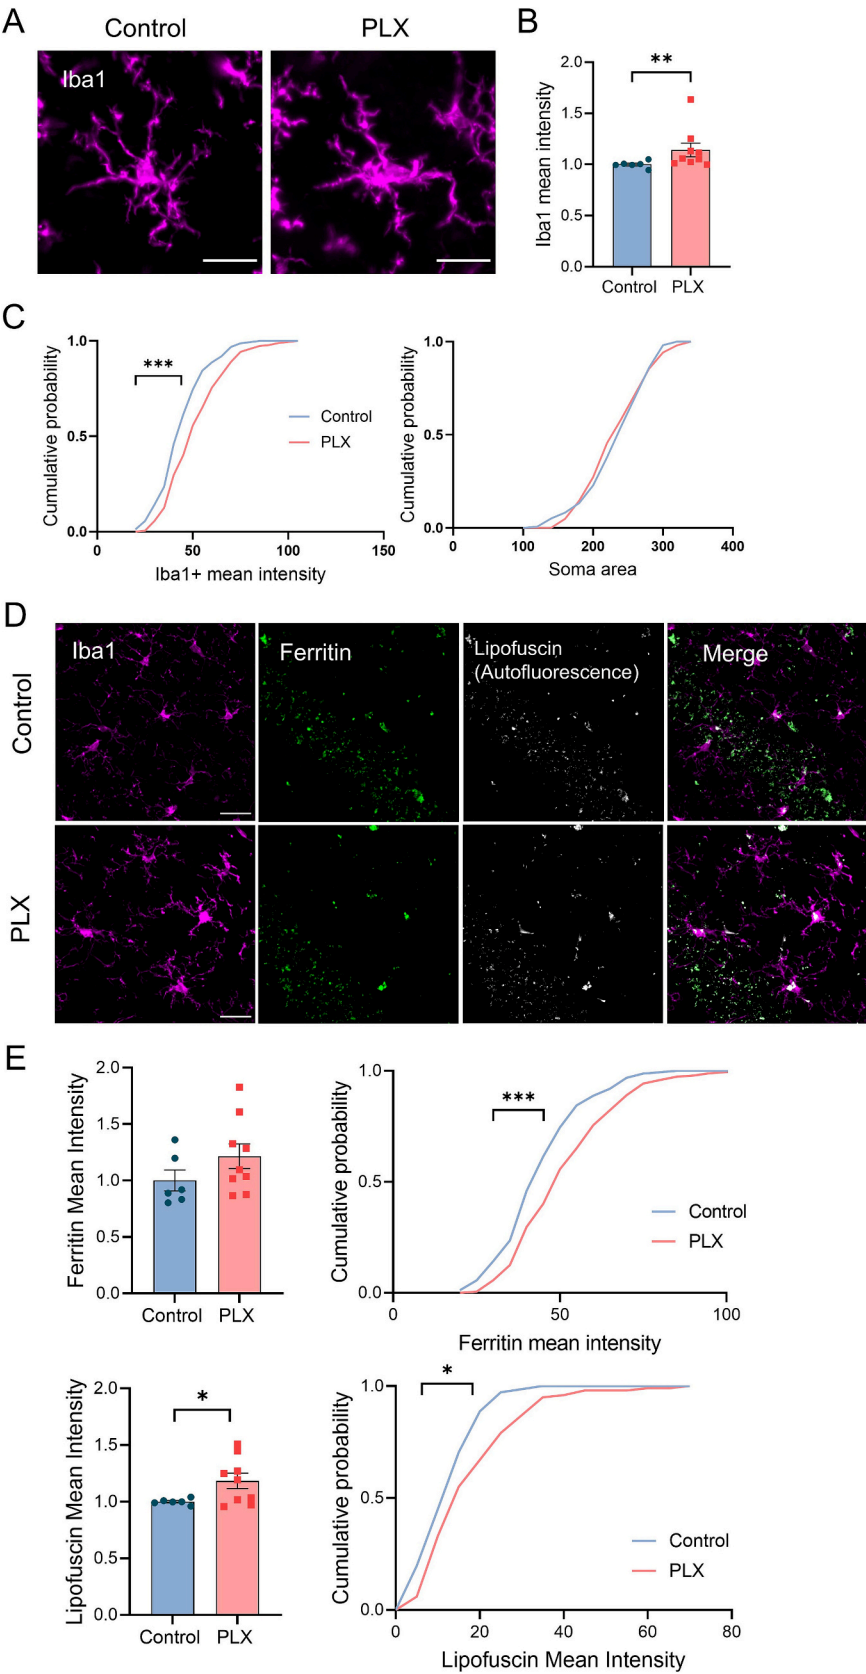 A
Control
PLX
Iba1
B
**
Iba1 mean intensity
2.0
1.5
1.0
0.5
0.0
Control
PLX
C
Cumulative probability
1.0
0.5
0.0
***
Control
PLX
0
50
100
150
Iba1+ mean intensity
Cumulative probability
1.0
0.5
0.0
0
100
200
300
400
Soma area
D
Iba1
Ferritin
Lipofuscin
(Autofluorescence)
Merge
Control
PLX
E
Ferritin Mean Intensity
2.0
1.5
1.0
0.5
0.0
Control
PLX
Cumulative probability
1.0
0.5
0.0
***
Control
PLX
0
50
100
Ferritin mean intensity
Lipofuscin Mean Intensity
2.0
1.5
1.0
0.5
0.0
*
Control
PLX
Cumulative probability
1.0
0.5
0.0
*
Control
PLX
0
20
40
60
80
Lipofuscin Mean Intensity